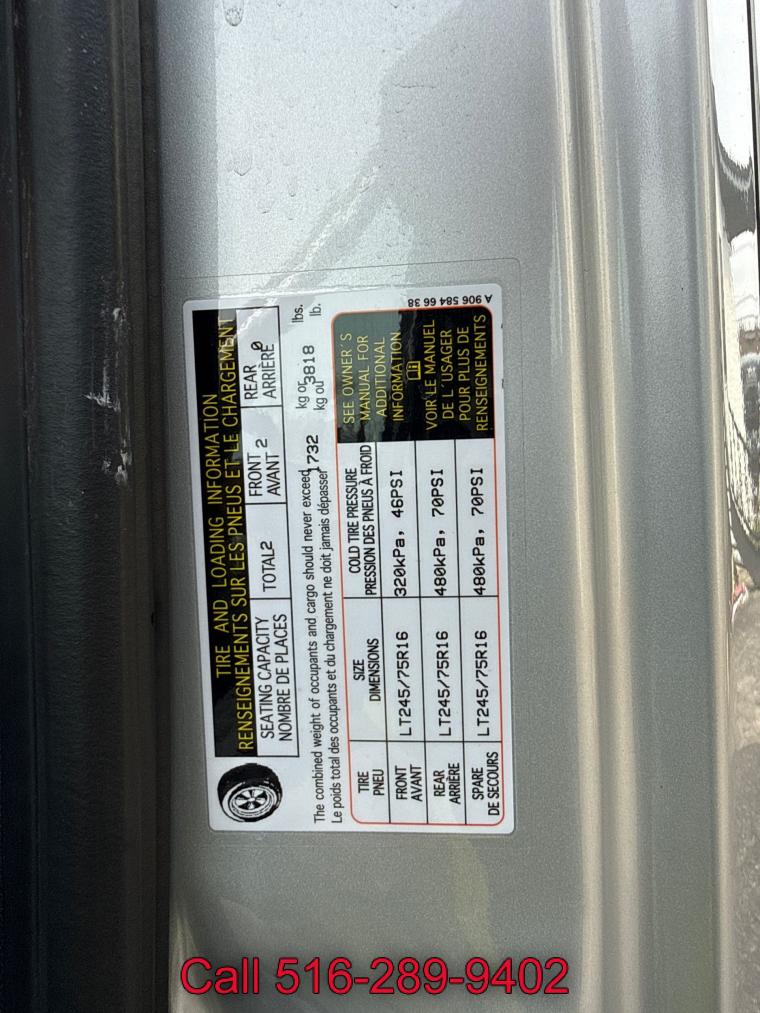 TIRE AND LOADING INFORMATION
RENSEIGNEMENTS SUR LES PNEUS ET LE CHARGEMENT
SEATING CAPACITY
NOMBRE DE PLACES
TOTAL2
FRONT 2
AVANT
REAR 0
ARRIÈRE
The combined weight of occupants and cargo should never exceed 1732 kg or 3818 lbs.
Le poids total des occupants et du chargement ne doit jamais dépasser kg ou lb.
TIRE
PNEU
SIZE
DIMENSIONS
COLD TIRE PRESSURE
PRESSION DES PNEUS À FROID
FRONT
AVANT
LT245/75R16
320kPa, 46PSI
REAR
ARRIÈRE
LT245/75R16
480kPa, 70PSI
SPARE
DE SECOURS
LT245/75R16
480kPa, 70PSI
SEE OWNER'S
MANUAL FOR
ADDITIONAL
INFORMATION
VOIR LE MANUEL
DE L'USAGER
POUR PLUS DE
RENSEIGNEMENTS
A 906 584 66 38
Call 516-289-9402